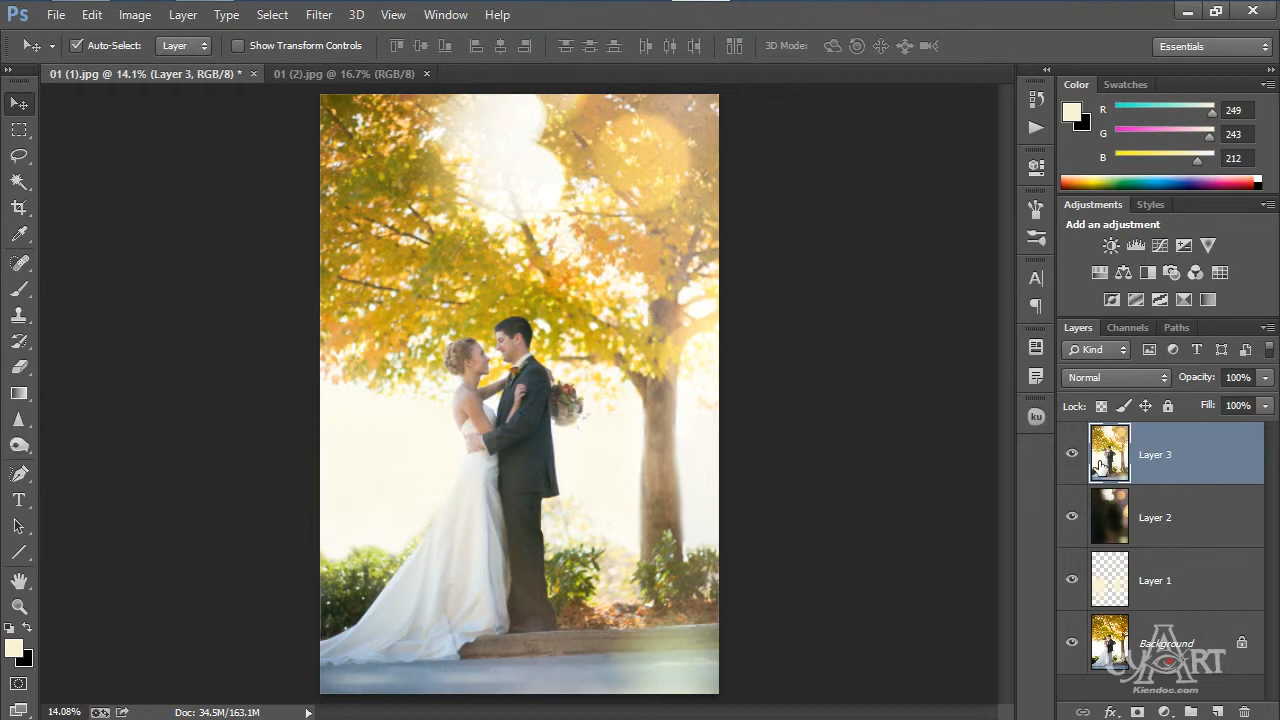 Ps File Edit Image Layer Type Select Filter 3D View Window Help
Auto-Select: Layer Show Transform Controls 3D Mode: Essentials
01 (1).jpg @ 14.1% (Layer 3, RGB/8) * × 01 (2).jpg @ 16.7% (RGB/8) ×
Color Swatches
R 249
G 243
B 212
Adjustments Styles
Add an adjustment
Layers Channels Paths
Kind
Normal Opacity: 100%
Lock: Fill: 100%
ku
Layer 3
Layer 2
Layer 1
Background
CyART
Kiendoc.com
14.08% Doc: 34.5M/163.1M